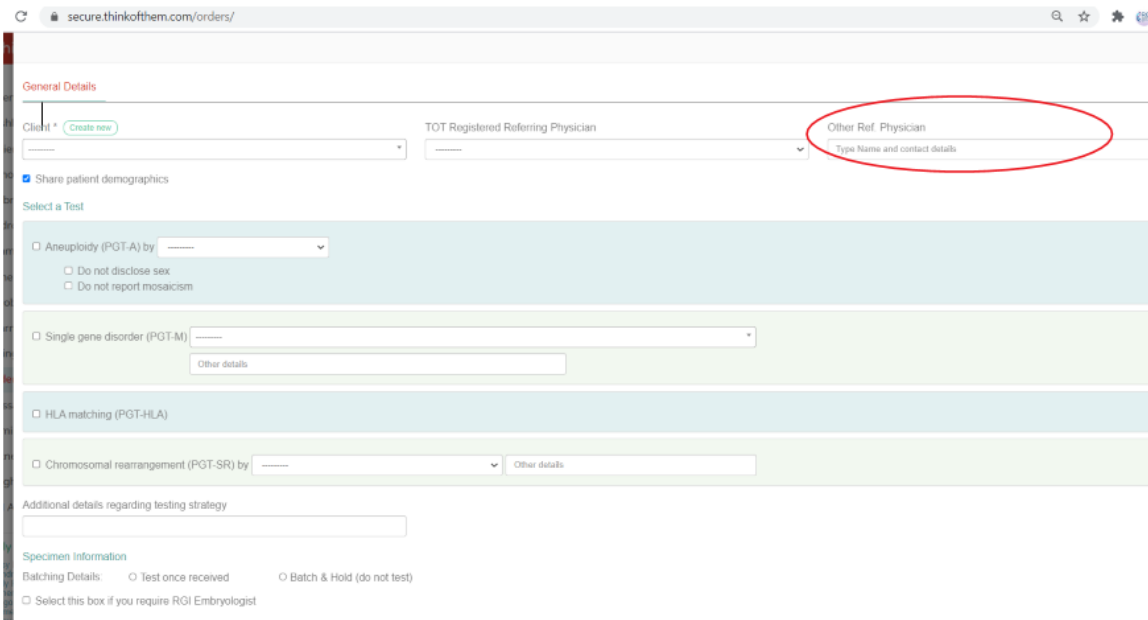 secure.thinkofthem.com/orders/
General Details
Client * Create new
TOT Registered Referring Physician
Other Ref. Physician
---------
---------
Type Name and contact details
Share patient demographics
Select a Test
Aneuploidy (PGT-A) by ---------
Do not disclose sex
Do not report mosaicism
Single gene disorder (PGT-M) ---------
Other details
HLA matching (PGT-HLA)
Chromosomal rearrangement (PGT-SR) by --------- Other details
Additional details regarding testing strategy
Specimen Information
Batching Details: Test once received Batch & Hold (do not test)
Select this box if you require RGI Embryologist